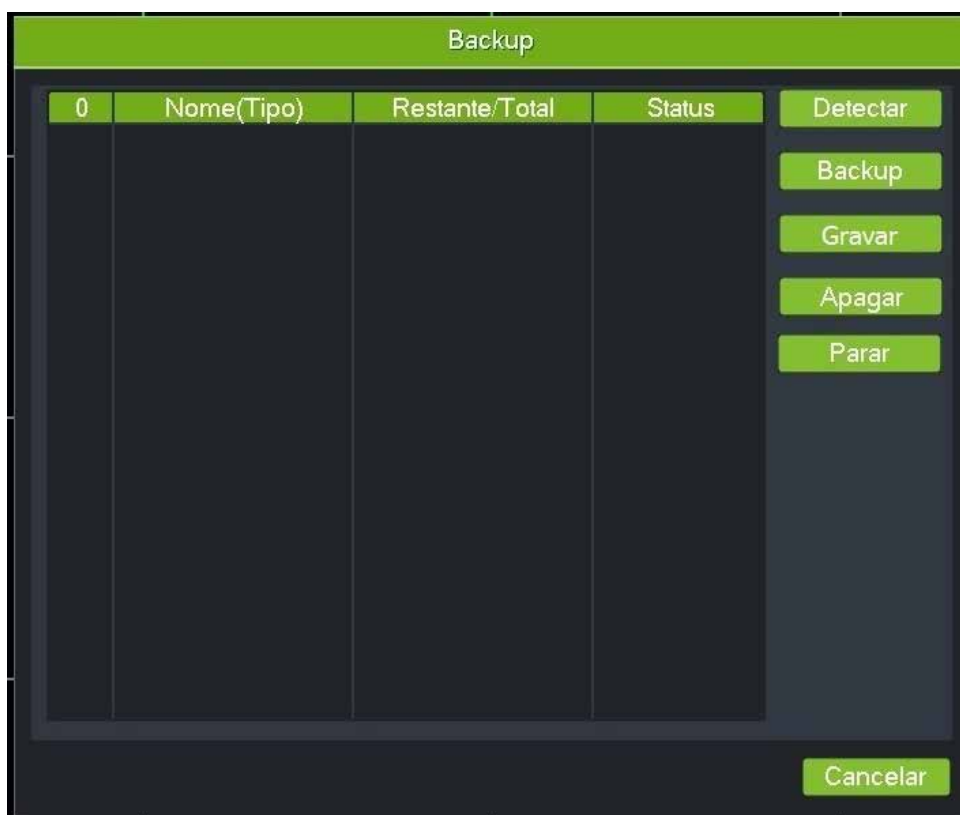 Backup
0 Nome(Tipo) Restante/Total Status
Detectar
Backup
Gravar
Apagar
Parar
Cancelar